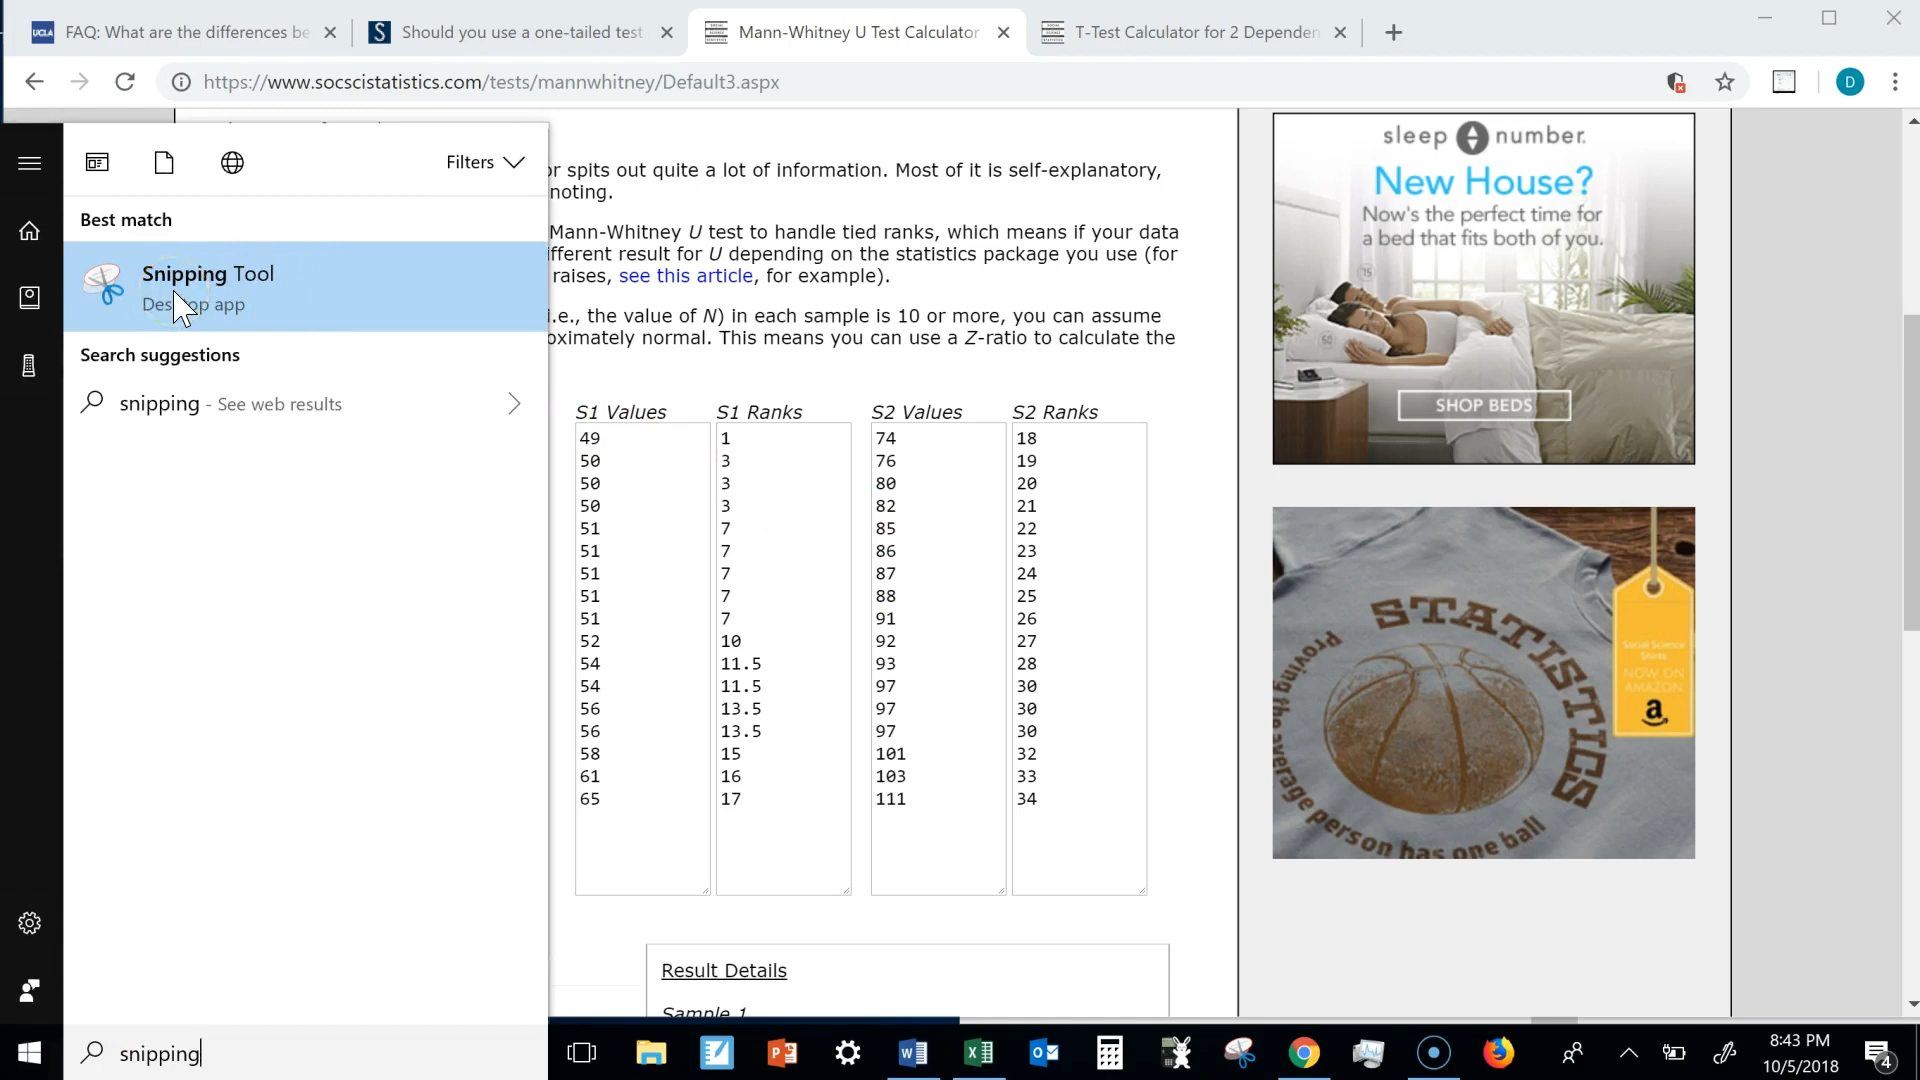 UCLA FAQ: What are the differences be
S Should you use a one-tailed test
Mann-Whitney U Test Calculator
T-Test Calculator for 2 Dependen
https://www.socscistatistics.com/tests/mannwhitney/Default3.aspx
D
Filters
Best match
Snipping Tool
Desktop app
Search suggestions
snipping - See web results
or spits out quite a lot of information. Most of it is self-explanatory,
noting.
Mann-Whitney U test to handle tied ranks, which means if your data
ifferent result for U depending on the statistics package you use (for
raises, see this article, for example).
i.e., the value of N) in each sample is 10 or more, you can assume
oximately normal. This means you can use a Z-ratio to calculate the
S1 Values S1 Ranks S2 Values S2 Ranks
49 1 74 18
50 3 76 19
50 3 80 20
50 3 82 21
51 7 85 22
51 7 86 23
51 7 87 24
51 7 88 25
51 7 91 26
52 10 92 27
54 11.5 93 28
54 11.5 97 30
56 13.5 97 30
56 13.5 97 30
58 15 101 32
61 16 103 33
65 17 111 34
Result Details
Sample 1
sleep number.
New House?
Now's the perfect time for
a bed that fits both of you.
75
50
SHOP BEDS
STATISTICS
Proving the average person has one ball
Social Science
Shirts
NOW ON
AMAZON
a
snipping
8:43 PM
10/5/2018
4